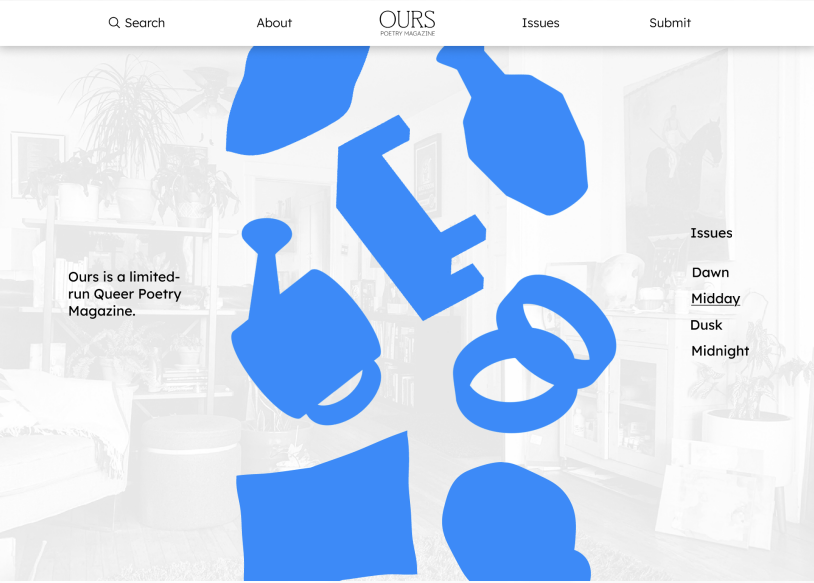 Search
About
OURS
POETRY MAGAZINE
Issues
Submit
Ours is a limited-
run Queer Poetry
Magazine.
Issues
Dawn
Midday
Dusk
Midnight